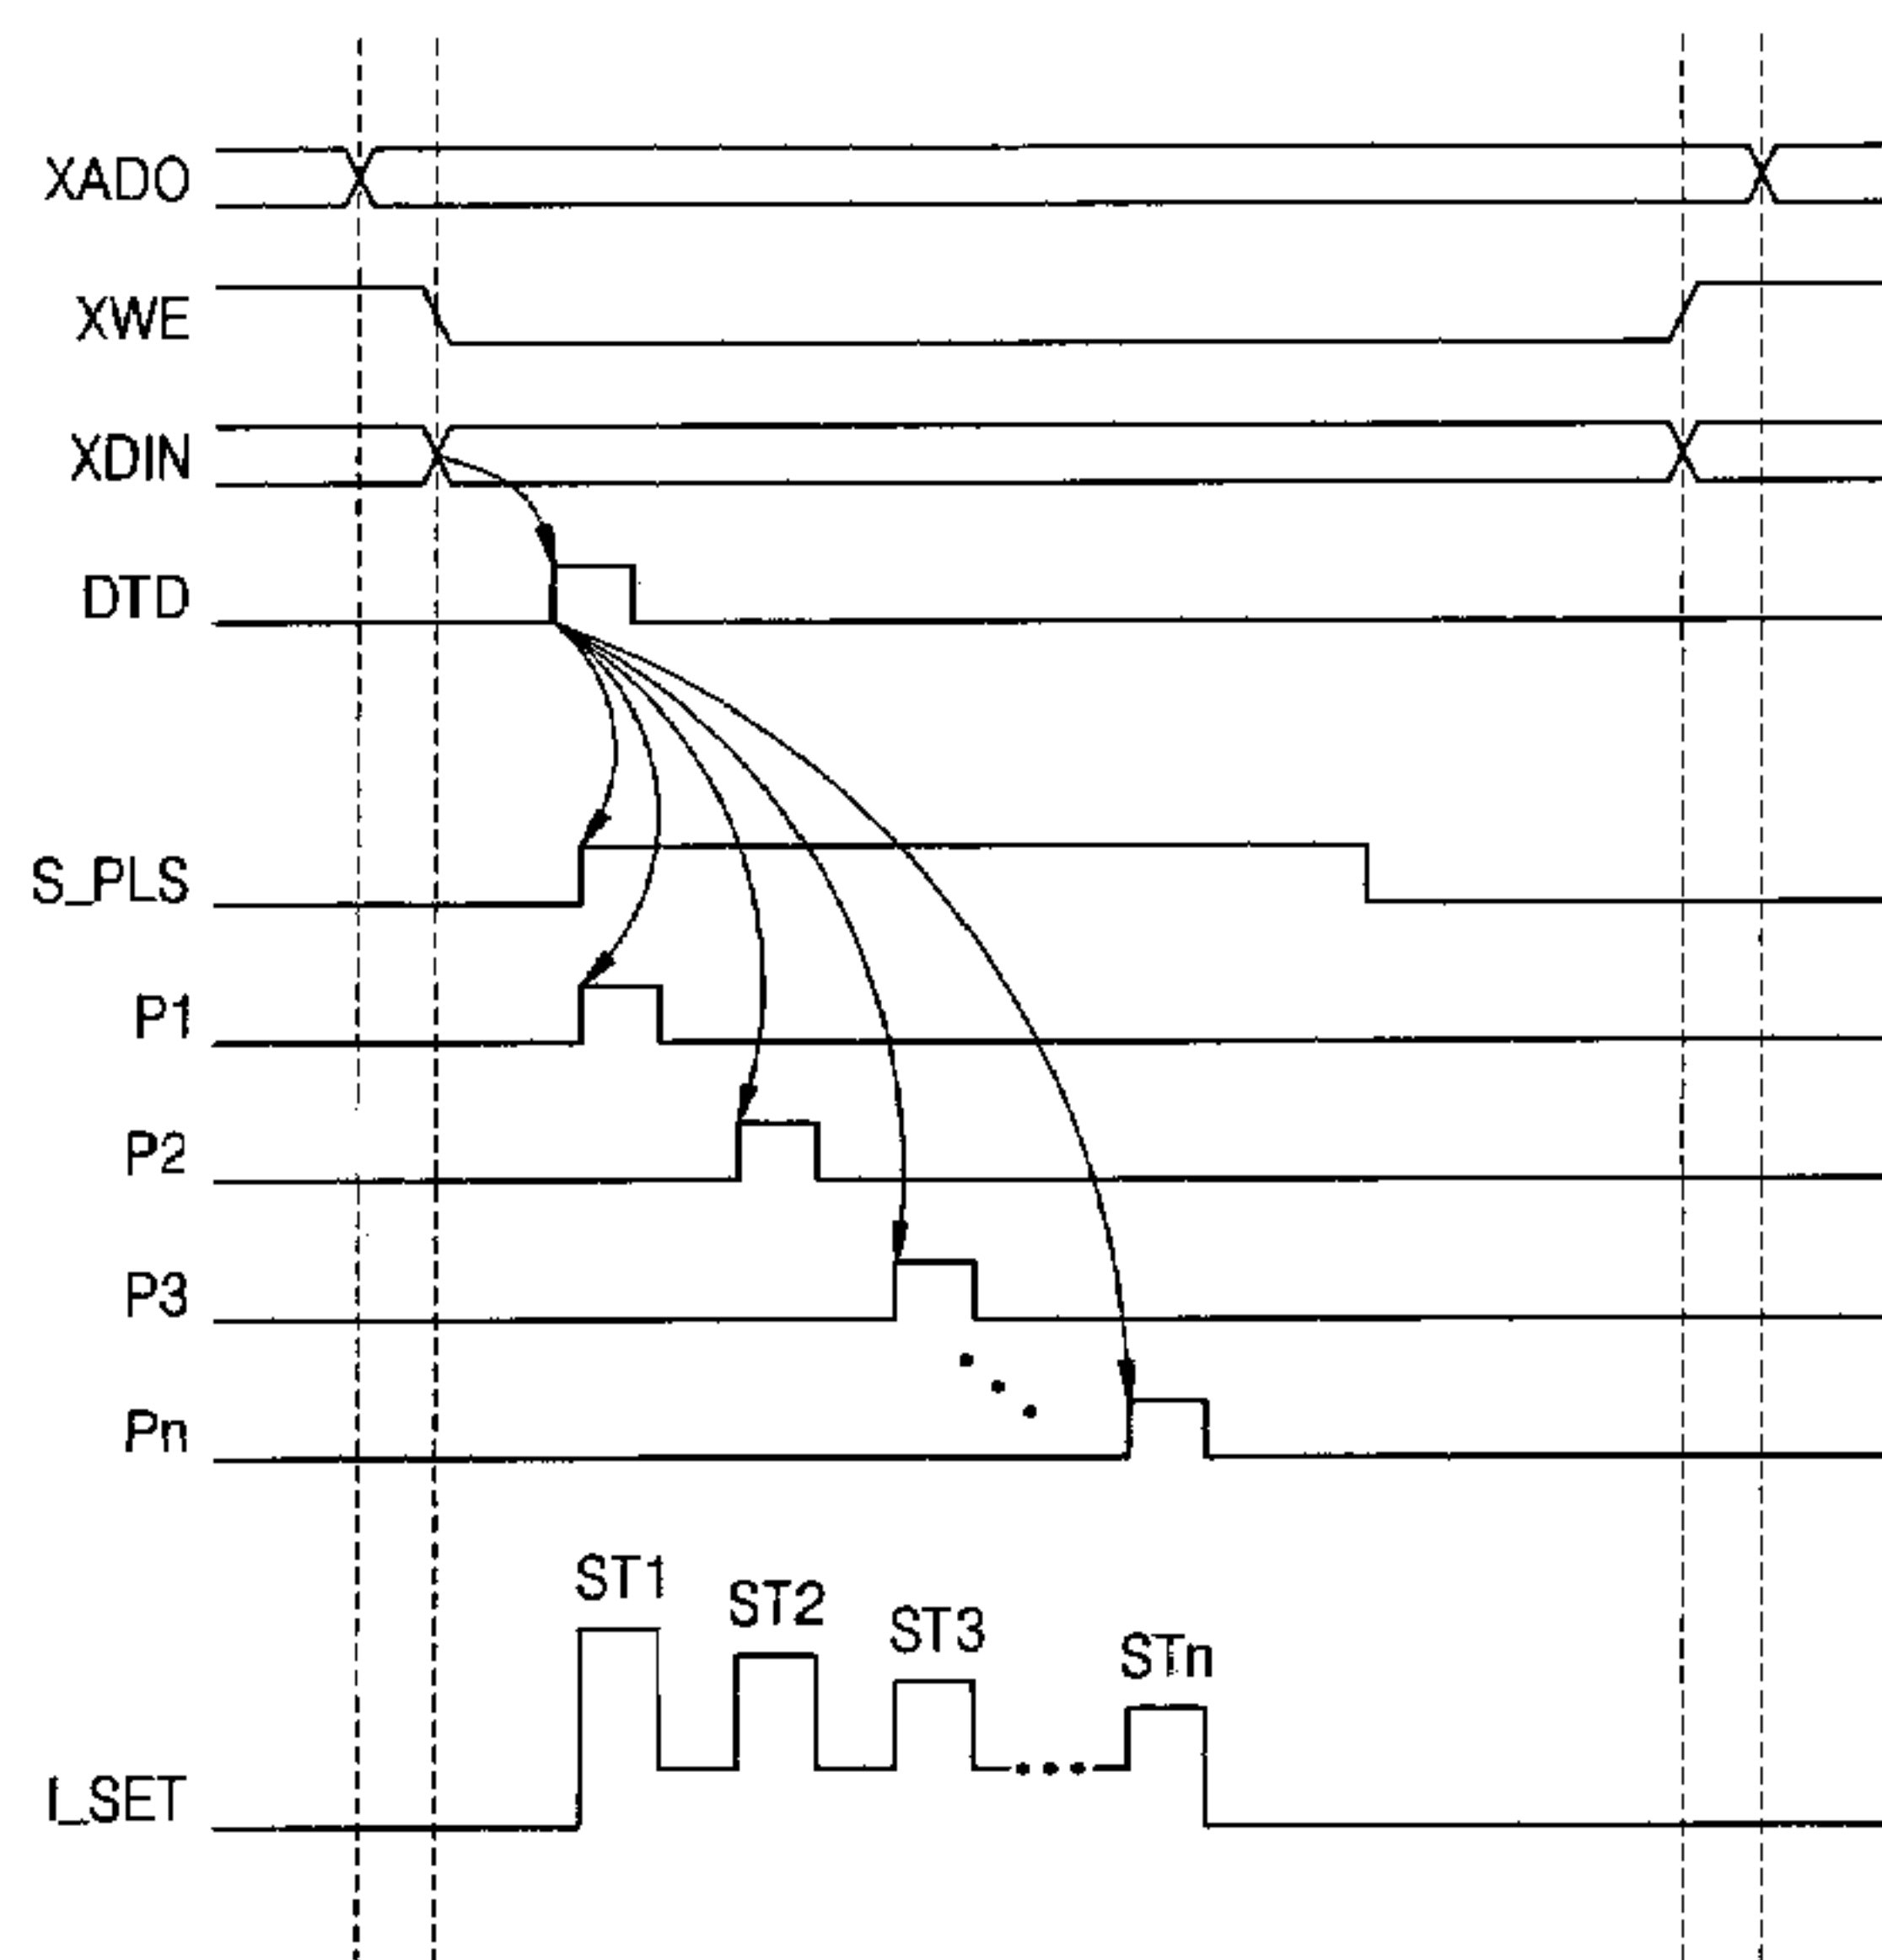 XADO
XWE
XDIN
DTD
S_PLS
P1
P2
P3
Pn
ST1
ST2
ST3
STn
I_SET